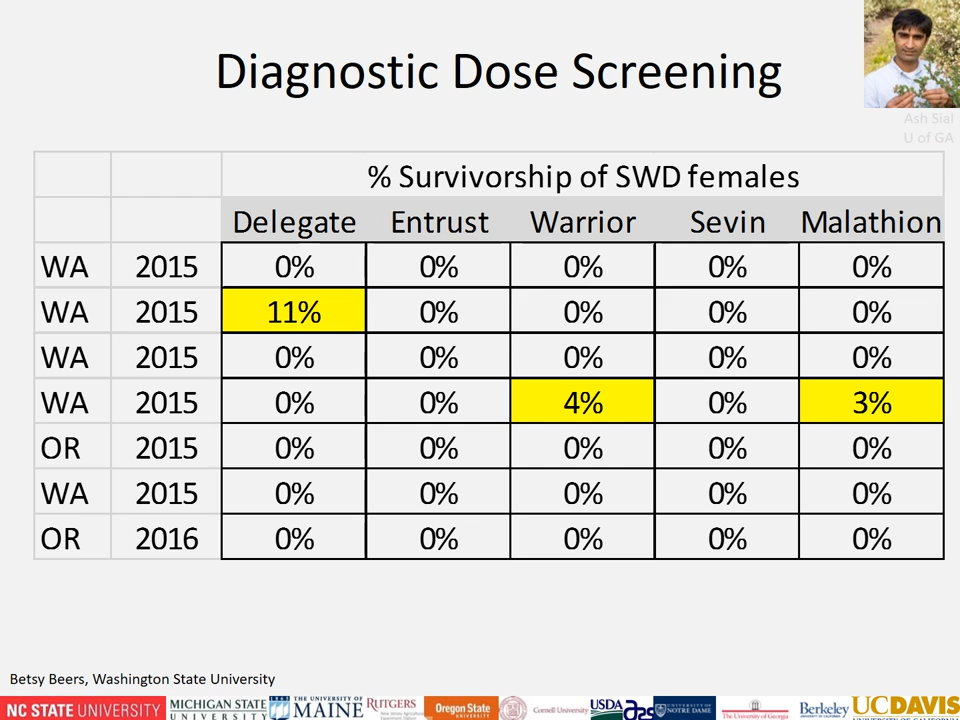 Diagnostic Dose Screening
Ash Sial
U of GA
% Survivorship of SWD females
Delegate Entrust Warrior Sevin Malathion
WA 2015 0% 0% 0% 0% 0%
WA 2015 11% 0% 0% 0% 0%
WA 2015 0% 0% 0% 0% 0%
WA 2015 0% 0% 4% 0% 3%
OR 2015 0% 0% 0% 0% 0%
WA 2015 0% 0% 0% 0% 0%
OR 2016 0% 0% 0% 0% 0%
Betsy Beers, Washington State University
NC STATE UNIVERSITY
MICHIGAN STATE
UNIVERSITY
THE UNIVERSITY OF
MAINE
RUTGERS
Oregon State
UNIVERSITY
Cornell University
USDA
NOTRE DAME
The University of Georgia
Berkeley
UCDAVIS